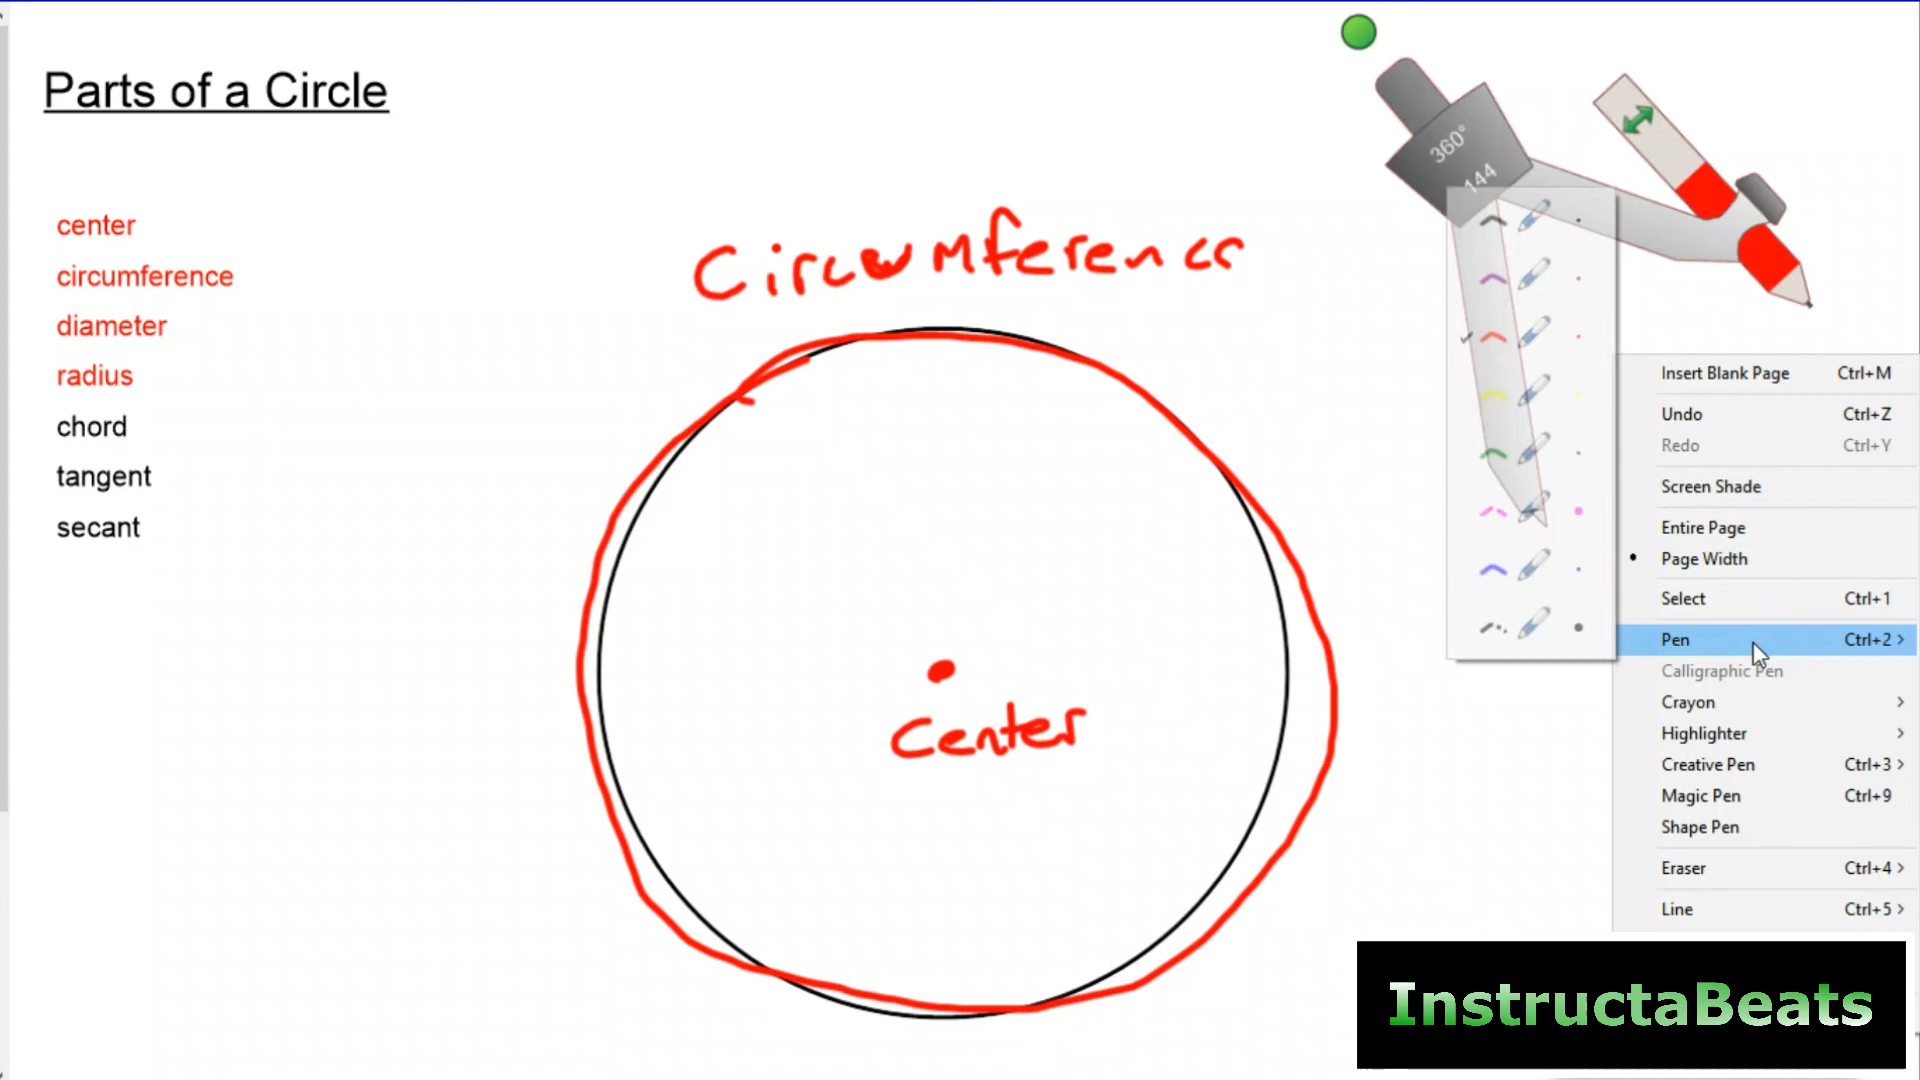 Parts of a Circle
center
circumference
diameter
radius
chord
tangent
secant
Circumference
Center
360°
144
Insert Blank Page Ctrl+M
Undo Ctrl+Z
Redo Ctrl+Y
Screen Shade
Entire Page
Page Width
Select Ctrl+1
Pen Ctrl+2
Calligraphic Pen
Crayon
Highlighter
Creative Pen Ctrl+3
Magic Pen Ctrl+9
Shape Pen
Eraser Ctrl+4
Line Ctrl+5
InstructaBeats